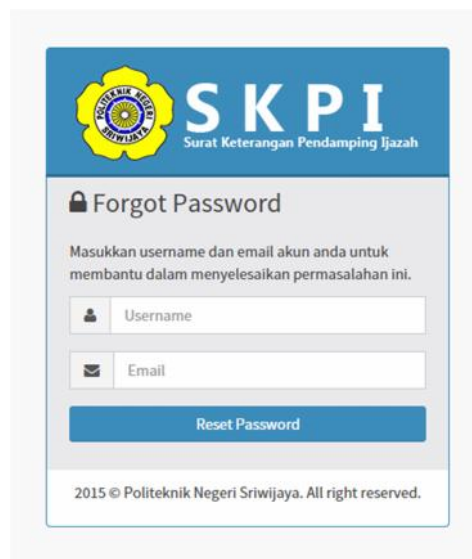 POLITEKNIK NEGERI
SRIWIJAYA
SKPI
Surat Keterangan Pendamping Ijazah
Forgot Password
Masukkan username dan email akun anda untuk
membantu dalam menyelesaikan permasalahan ini.
Username
Email
Reset Password
2015 © Politeknik Negeri Sriwijaya. All right reserved.